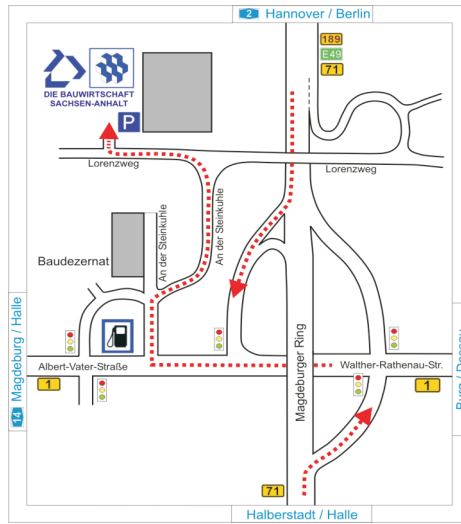 2 Hannover / Berlin
189
E49
71
DIE BAUWIRTSCHAFT
SACHSEN-ANHALT
P
Lorenzweg
Lorenzweg
An der Steinkuhle
An der Steinkuhle
Baudezernat
14 Magdeburg / Halle
Magdeburger Ring
Albert-Vater-Straße
Walther-Rathenau-Str.
1
1
71
Halberstadt / Halle